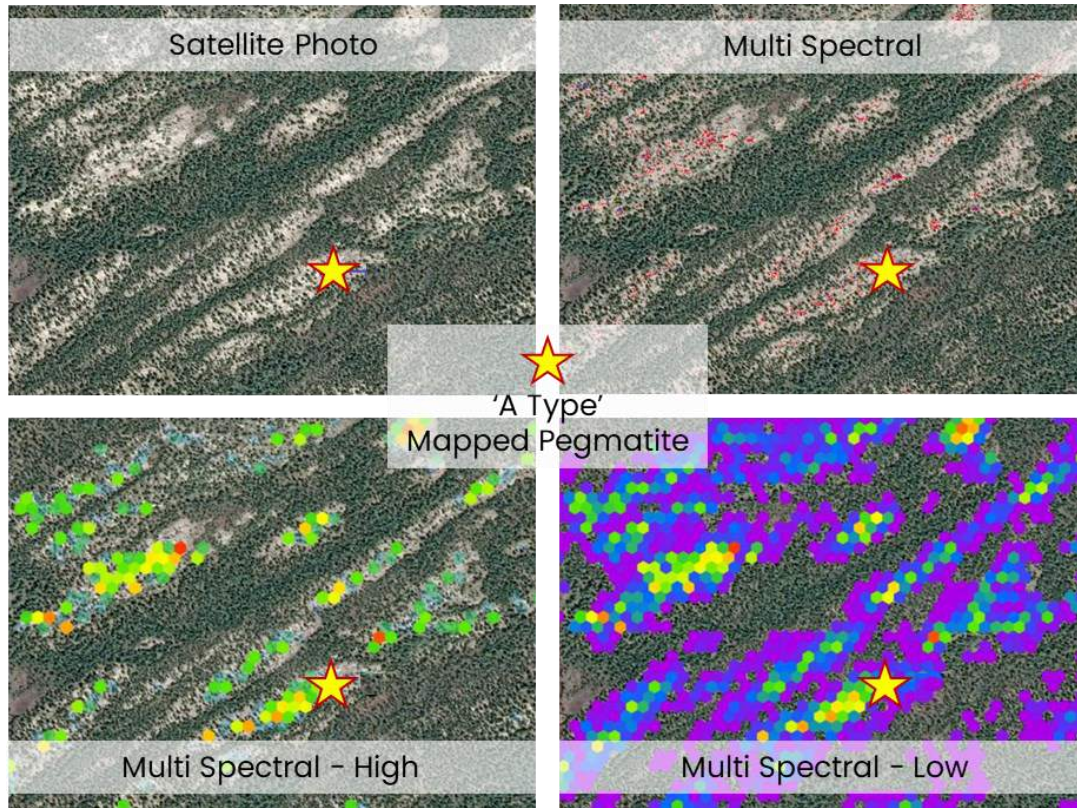 Satellite Photo
Multi Spectral
‘A Type’
Mapped Pegmatite
Multi Spectral - High
Multi Spectral - Low